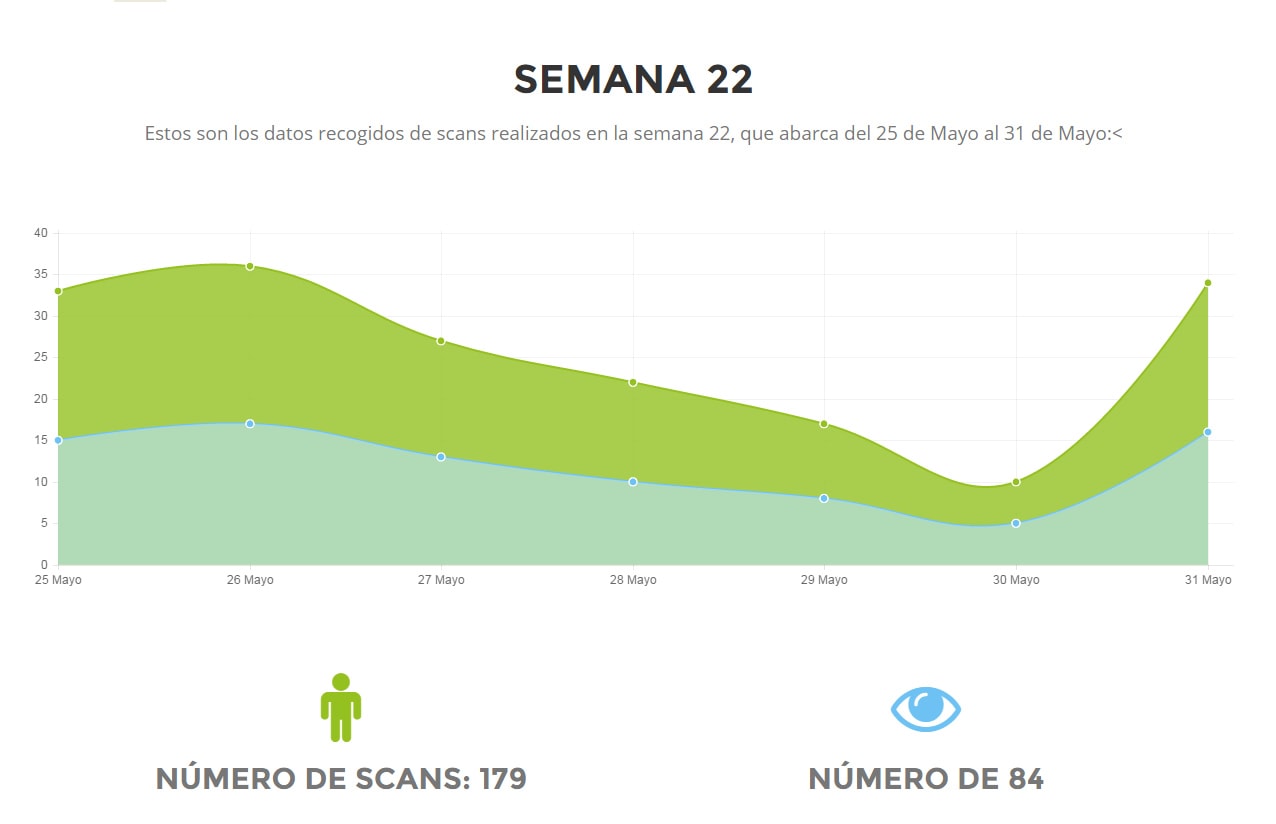 SEMANA 22
Estos son los datos recogidos de scans realizados en la semana 22, que abarca del 25 de Mayo al 31 de Mayo:<
40
35
30
25
20
15
10
5
0
25 Mayo 26 Mayo 27 Mayo 28 Mayo 29 Mayo 30 Mayo 31 Mayo
NÚMERO DE SCANS: 179
NÚMERO DE 84